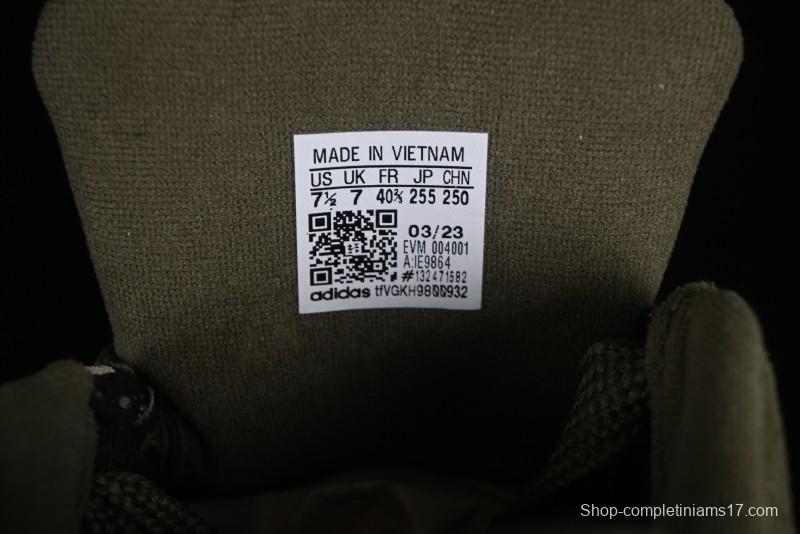 MADE IN VIETNAM
US UK FR JP CHN
7½ 7 40⅔ 255 250
03/23
EVM 004001
A:IE9864
#132471582
adidas tfVGKH9800932
Shop-completiniams17.com